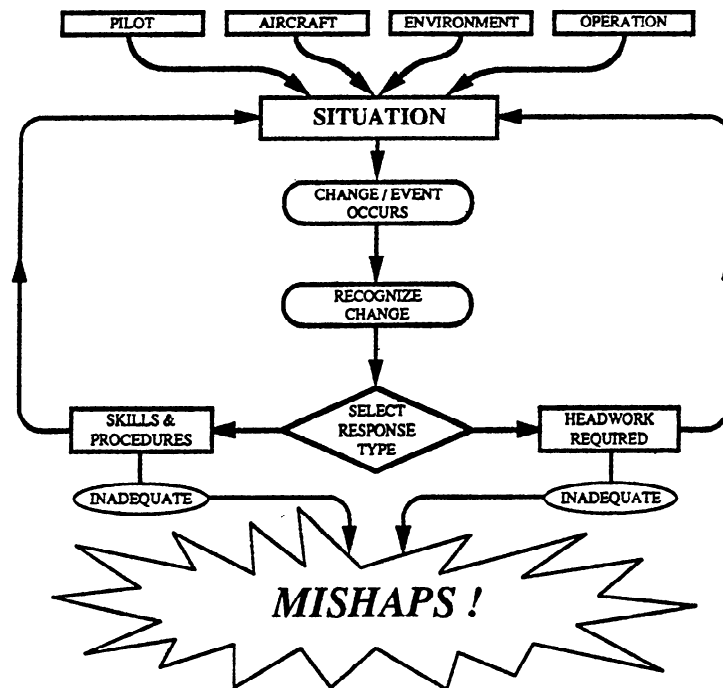 PILOT
AIRCRAFT
ENVIRONMENT
OPERATION
SITUATION
CHANGE / EVENT
OCCURS
RECOGNIZE
CHANGE
SELECT
RESPONSE
TYPE
SKILLS &
PROCEDURES
HEADWORK
REQUIRED
INADEQUATE
INADEQUATE
MISHAPS !